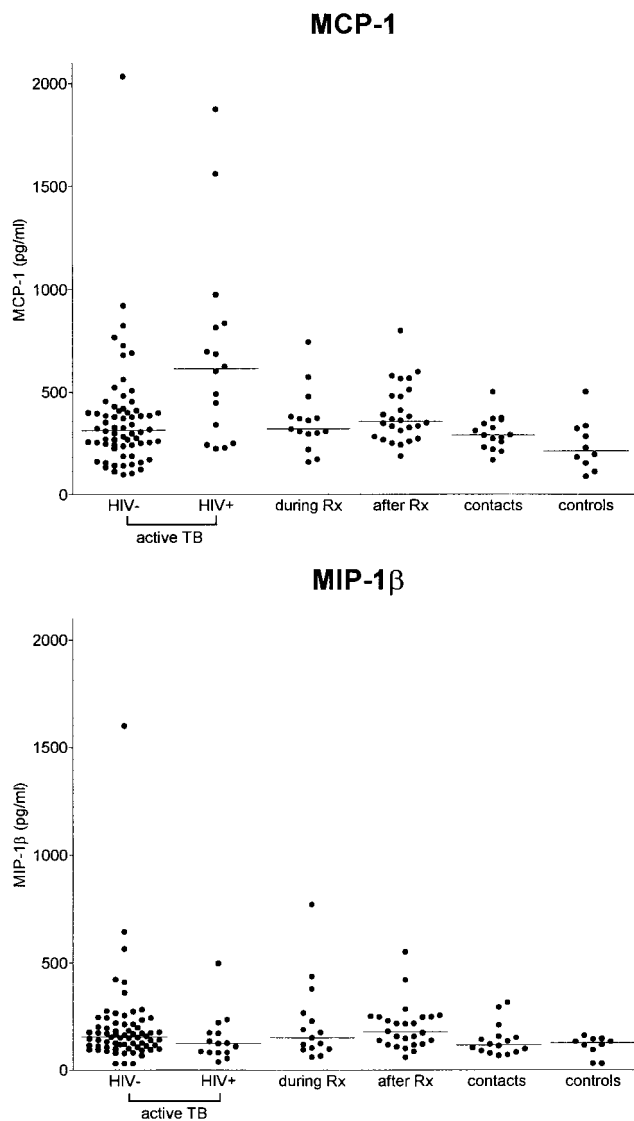 MCP-1
2000
1500
MCP-1 (pg/ml)
1000
500
0
HIV- HIV+ during Rx after Rx contacts controls
active TB
MIP-1β
2000
1500
MIP-1β (pg/ml)
1000
500
0
HIV- HIV+ during Rx after Rx contacts controls
active TB